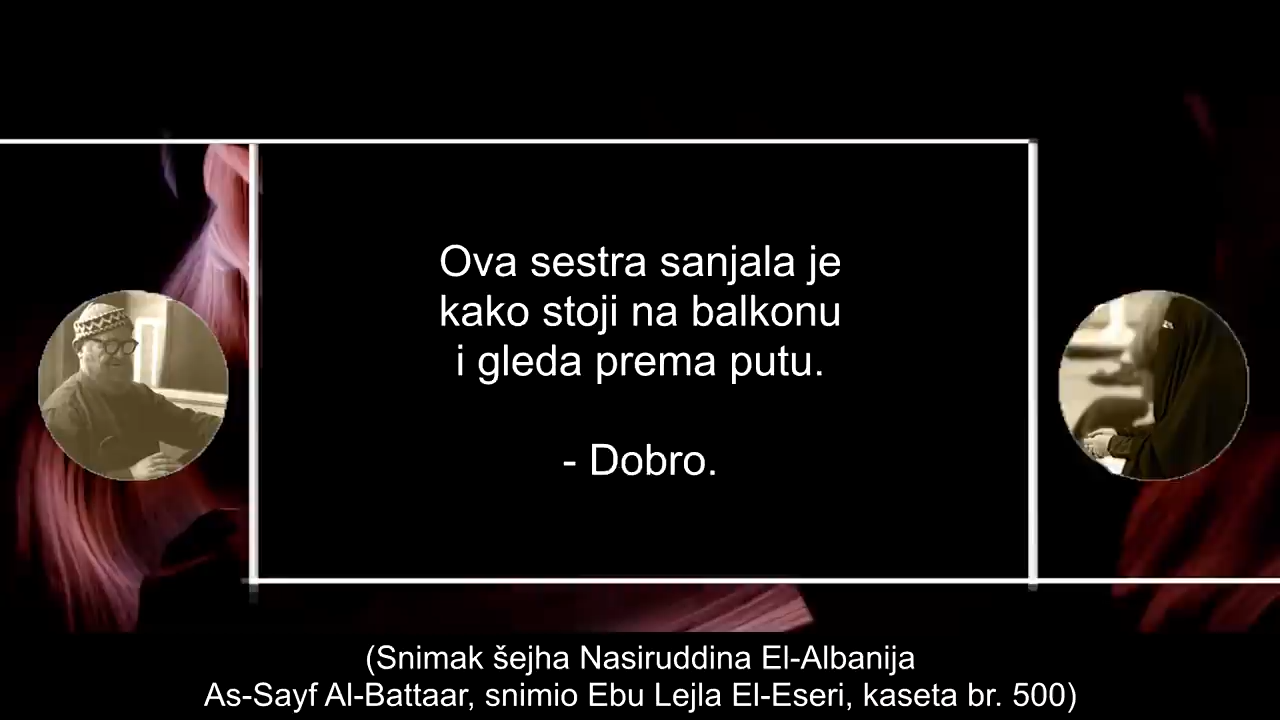 Ova sestra sanjala je
kako stoji na balkonu
i gleda prema putu.
- Dobro.
(Snimak šejha Nasiruddina El-Albanija
As-Sayf Al-Battaar, snimio Ebu Lejla El-Eseri, kaseta br. 500)